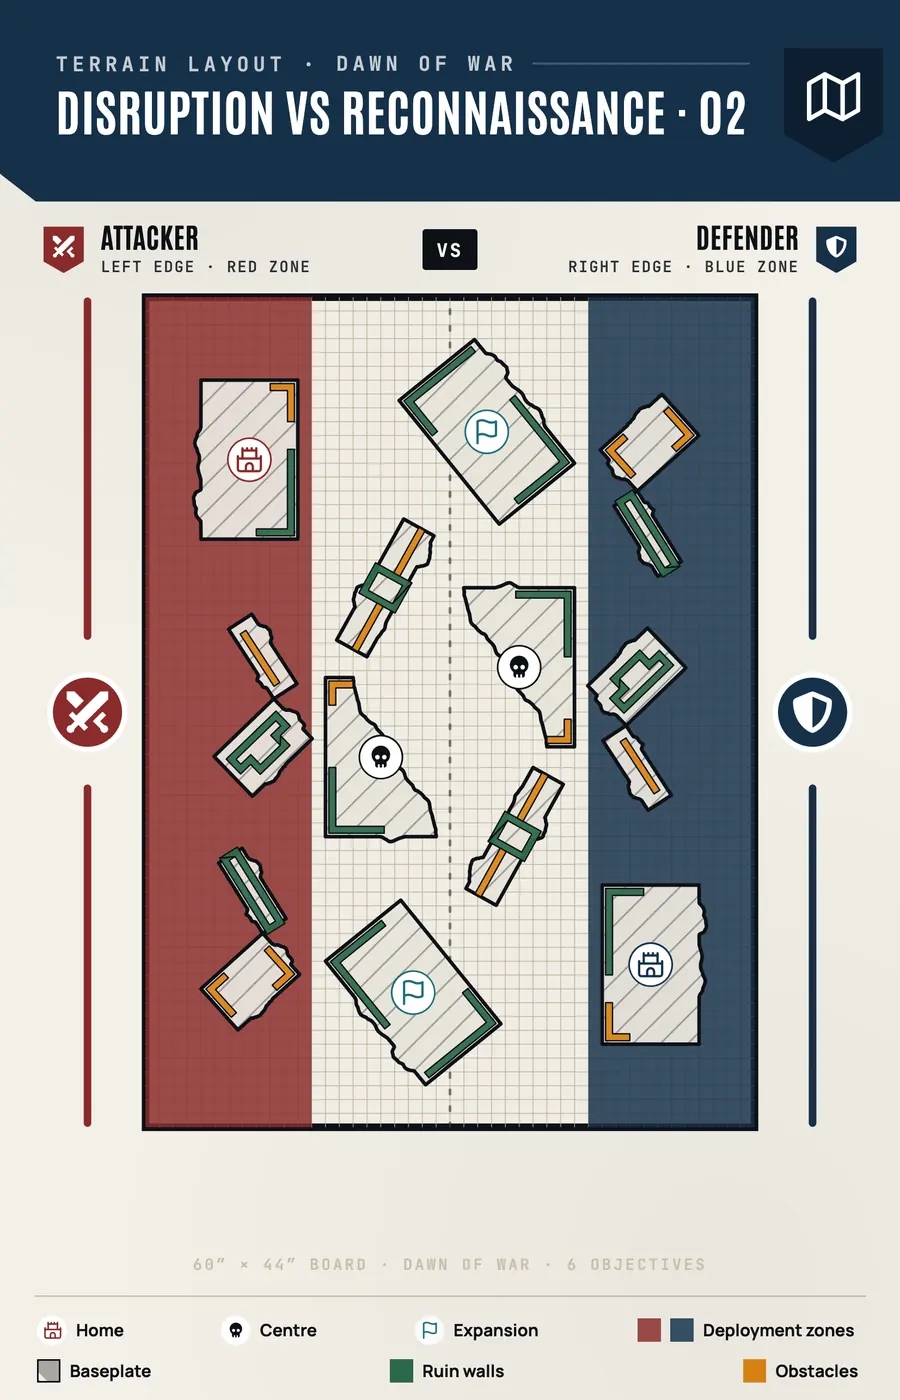 TERRAIN LAYOUT · DAWN OF WAR
DISRUPTION VS RECONNAISSANCE · 02
ATTACKER
LEFT EDGE · RED ZONE
VS
DEFENDER
RIGHT EDGE · BLUE ZONE
60″ × 44″ BOARD · DAWN OF WAR · 6 OBJECTIVES
Home
Centre
Expansion
Deployment zones
Baseplate
Ruin walls
Obstacles